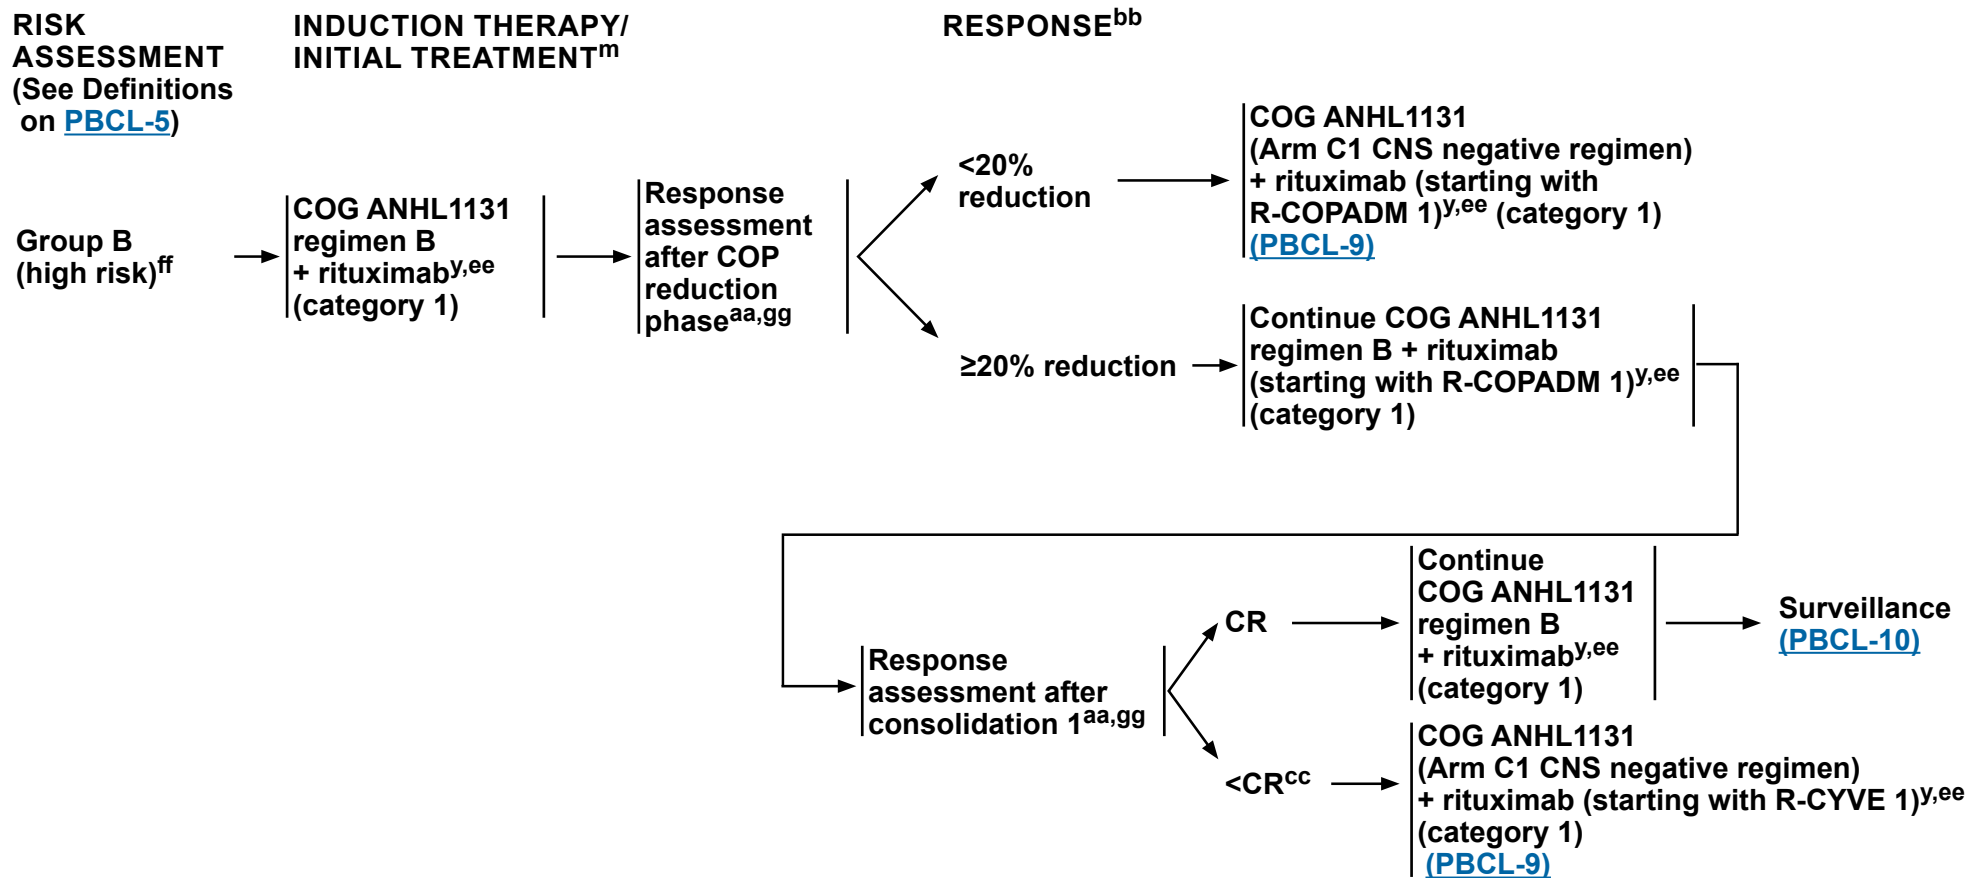 RISK
ASSESSMENT
(See Definitions
on PBCL-5)
INDUCTION THERAPY/
INITIAL TREATMENTm
RESPONSEbb
Group B
(high risk)ff
COG ANHL1131
regimen B
+ rituximaby,ee
(category 1)
Response
assessment
after COP
reduction
phaseaa,gg
<20%
reduction
COG ANHL1131
(Arm C1 CNS negative regimen)
+ rituximab (starting with
R-COPADM 1)y,ee (category 1)
(PBCL-9)
≥20% reduction
Continue COG ANHL1131
regimen B + rituximab
(starting with R-COPADM 1)y,ee
(category 1)
Response
assessment after
consolidation 1aa,gg
CR
Continue
COG ANHL1131
regimen B
+ rituximaby,ee
(category 1)
Surveillance
(PBCL-10)
<CRcc
COG ANHL1131
(Arm C1 CNS negative regimen)
+ rituximab (starting with R-CYVE 1)y,ee
(category 1)
(PBCL-9)